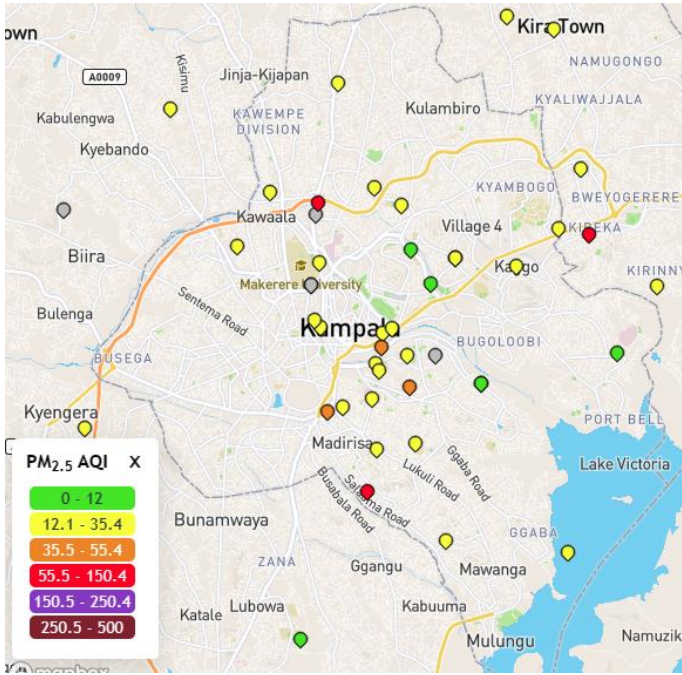 own
Kira Town
A0009
Jinja-Kijapan
NAMUGONGO
Kisimu
Kabulengwa
KAWEMPE
DIVISION
Kulambiro
KYALIWAJJALA
Kyebando
KYAMBOGO
BWEYOGERERE
Kawaala
Village 4
KIREKA
Biira
KIRINNY
Makerere University
Bulenga
Sentema Road
Kampala
BUGOLOOBI
BUSEGA
Kyengera
PORT BELL
Madirisa
Ggaba Road
Lukuli Road
Lake Victoria
Salaama Road
Busabala Road
Bunamwaya
GGABA
ZANA
Ggangu
Mawanga
Katale
Lubowa
Kabuuma
Mulungu
Namuzik
PM2.5 AQI X
0 - 12
12.1 - 35.4
35.5 - 55.4
55.5 - 150.4
150.5 - 250.4
250.5 - 500
mapbox